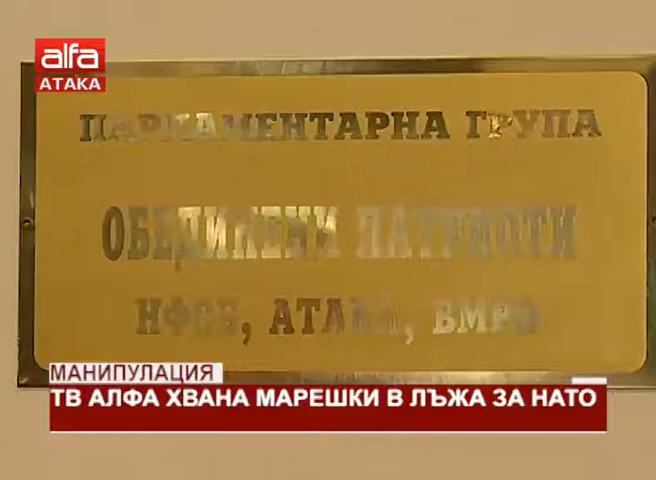 alfa
АТАКА
ПАРЛАМЕНТАРНА ГРУПА
ОБЕДИНЕНИ ПАТРИОТИ
НФСБ, АТАКА, ВМРО
МАНИПУЛАЦИЯ
ТВ АЛФА ХВАНА МАРЕШКИ В ЛЪЖА ЗА НАТО